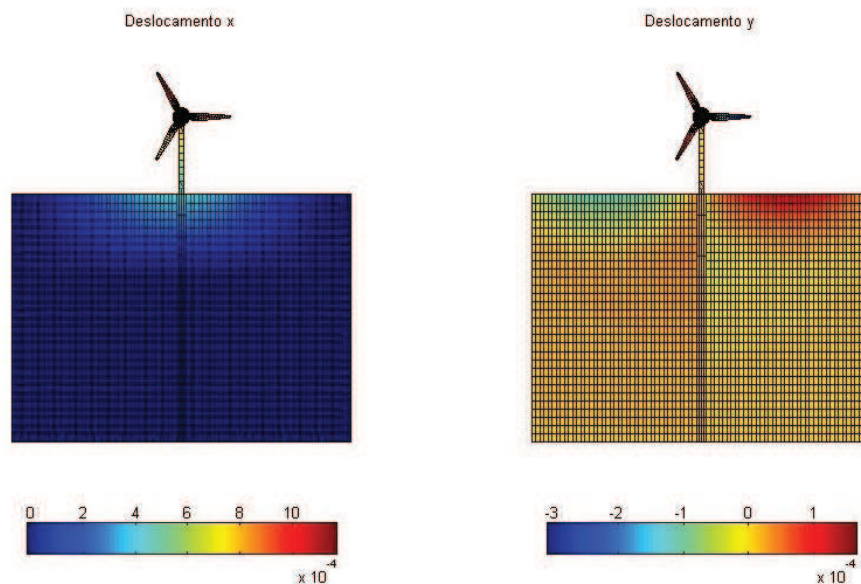 Deslocamento x
Deslocamento y
0 2 4 6 8 10
x 10-4
-3 -2 -1 0 1
x 10-4